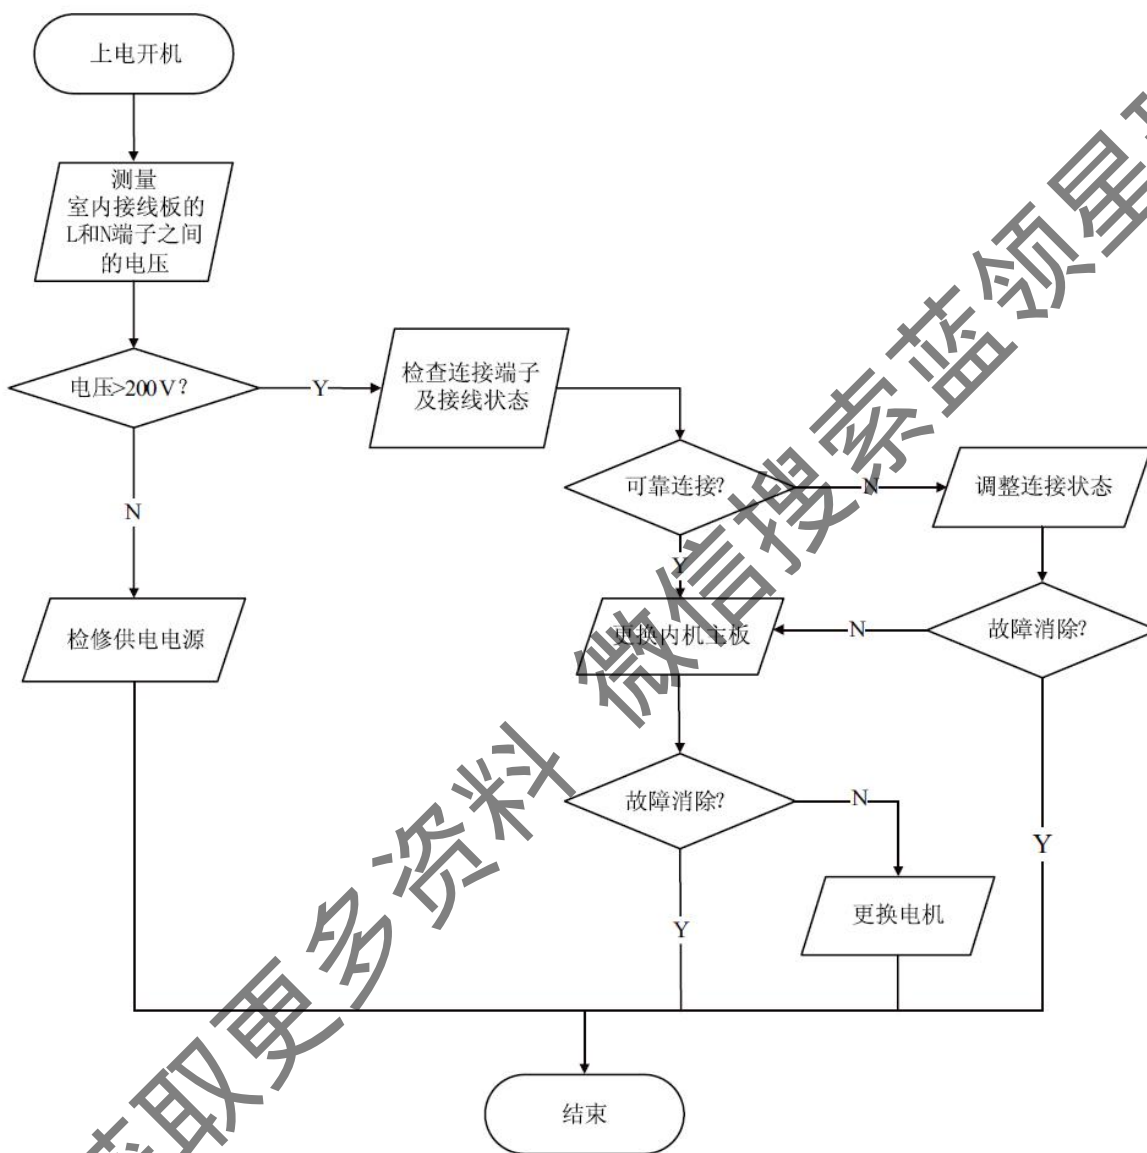 上电开机
测量
室内接线板的
L和N端子之间
的电压
电压>200V?
Y
检查连接端子
及接线状态
可靠连接?
N
调整连接状态
N
Y
检修供电电源
更换内机主板
N
故障消除?
故障消除?
N
Y
更换电机
Y
结束
获取更多资料 微信搜索蓝领星球